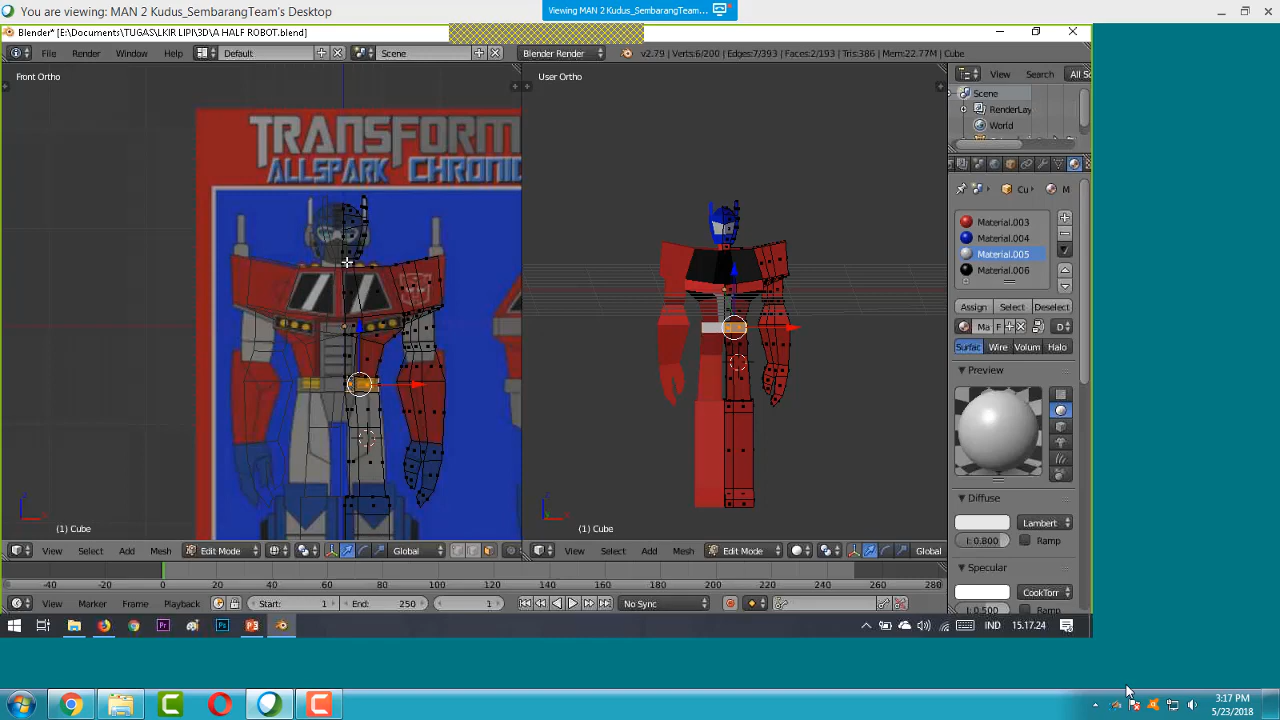 You are viewing: MAN 2 Kudus_SembarangTeam's Desktop
Viewing MAN 2 Kudus_SembarangTeam...
Blender* [E:\Documents\TUGAS\LKIR LIPI\3D\A HALF ROBOT.blend]
File Render Window Help Default Scene Blender Render v2.79 | Verts:6/200 | Edges:7/393 | Faces:2/193 | Tris:386 | Mem:22.77M | Cube
Front Ortho
User Ortho
View Search All Sc
Scene
RenderLay
World
TRANSFORM
ALLSPARK CHRONIC
Cu M
Material.003
Material.004
Material.005
Material.006
Assign Select Deselect
Ma F D
Surfac Wire Volum Halo
Preview
Diffuse
Lambert
I: 0.800 Ramp
Specular
CookTorr
I: 0.500 Ramp
(1) Cube
(1) Cube
View Select Add Mesh Edit Mode Global
View Select Add Mesh Edit Mode Global
-40 -20 0 20 40 60 80 100 120 140 160 180 200 220 240 260 280
View Marker Frame Playback Start: 1 End: 250 1 No Sync
IND 15.17.24
3:17 PM
5/23/2018